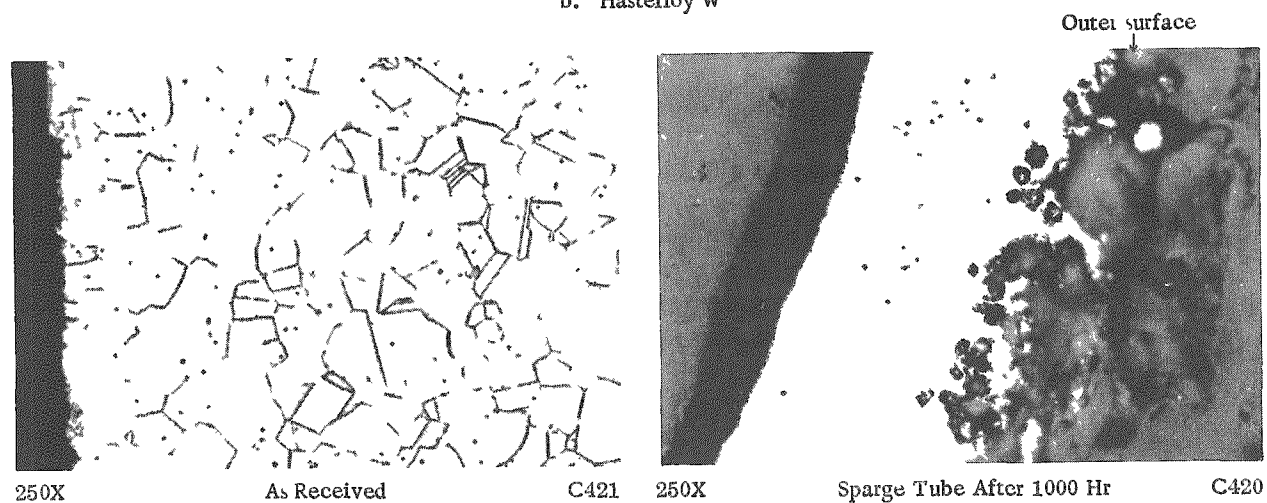 b. Hastelloy W
Outer surface
250X As Received C421
250X Sparge Tube After 1000 Hr C420